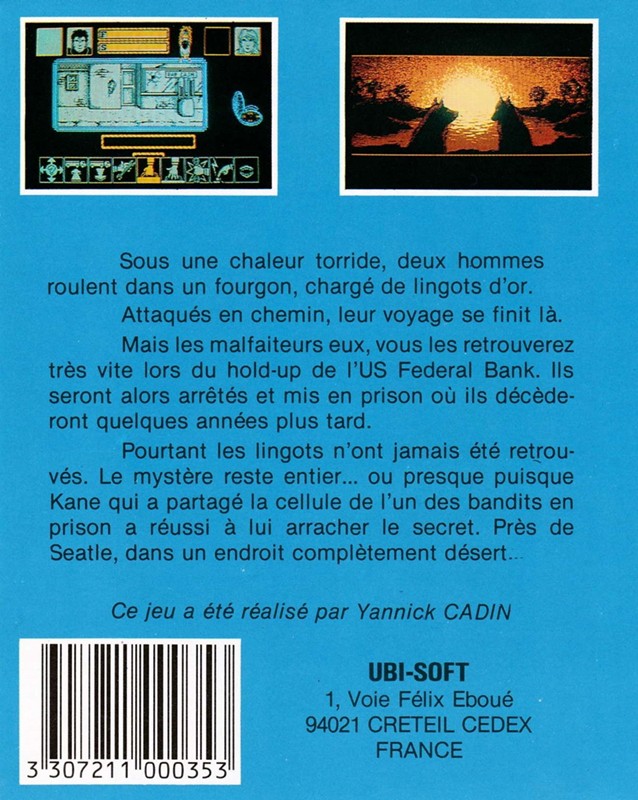 Sous une chaleur torride, deux hommes
roulent dans un fourgon, chargé de lingots d'or.
Attaqués en chemin, leur voyage se finit là.
Mais les malfaiteurs eux, vous les retrouverez
très vite lors du hold-up de l'US Federal Bank. Ils
seront alors arrêtés et mis en prison où ils décède-
ront quelques années plus tard.
Pourtant les lingots n'ont jamais été retrou-
vés. Le mystère reste entier... ou presque puisque
Kane qui a partagé la cellule de l'un des bandits en
prison a réussi à lui arracher le secret. Près de
Seatle, dans un endroit complètement désert...
Ce jeu a été réalisé par Yannick CADIN
UBI-SOFT
1, Voie Félix Eboué
94021 CRETEIL CEDEX
FRANCE
3 307211 000353